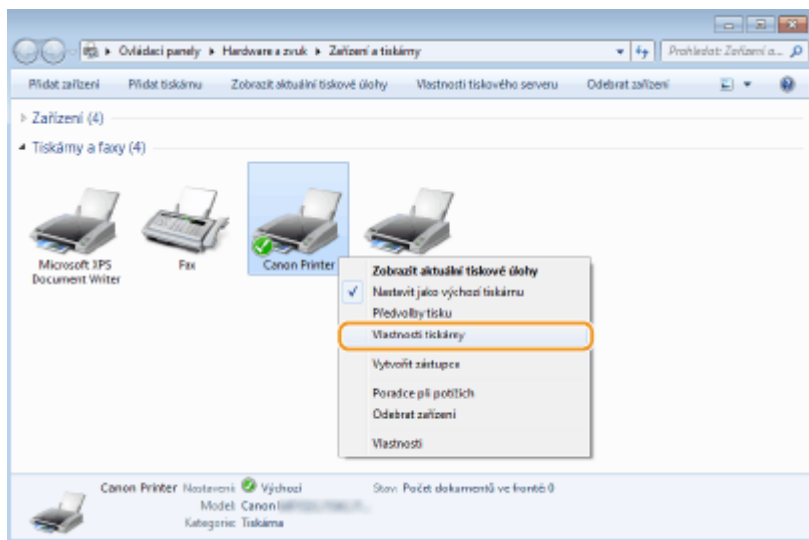 Ovládací panely ▸ Hardware a zvuk ▸ Zařízení a tiskárny
Prohledat: Zařízení a...
Přidat zařízení Přidat tiskárnu Zobrazit aktuální tiskové úlohy Vlastnosti tiskového serveru Odebrat zařízení
Zařízení (4)
Tiskárny a faxy (4)
Microsoft XPS Document Writer
Fax
Canon Printer
Zobrazit aktuální tiskové úlohy
Nastavit jako výchozí tiskárnu
Předvolby tisku
Vlastnosti tiskárny
Vytvořit zástupce
Poradce při potížích
Odebrat zařízení
Vlastnosti
Canon Printer Nastavení: Výchozí Stav: Počet dokumentů ve frontě: 0
Model: Canon
Kategorie: Tiskárna